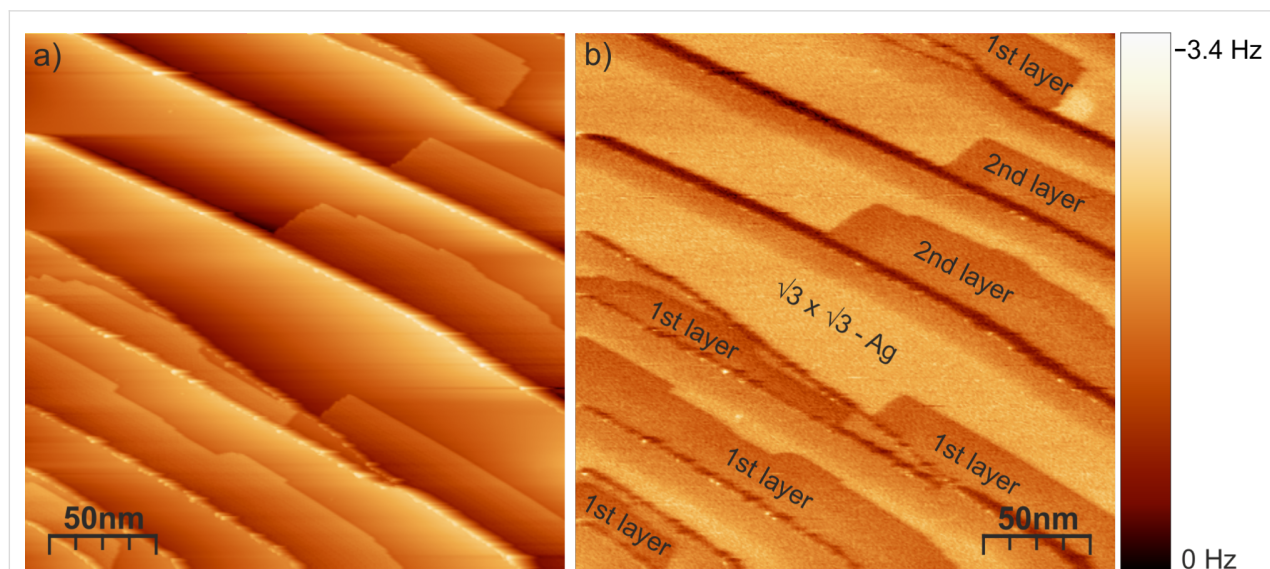 a)
50nm
b)
1st layer
2nd layer
2nd layer
√3 x √3 - Ag
1st layer
1st layer
1st layer
1st layer
50nm
−3.4 Hz
0 Hz